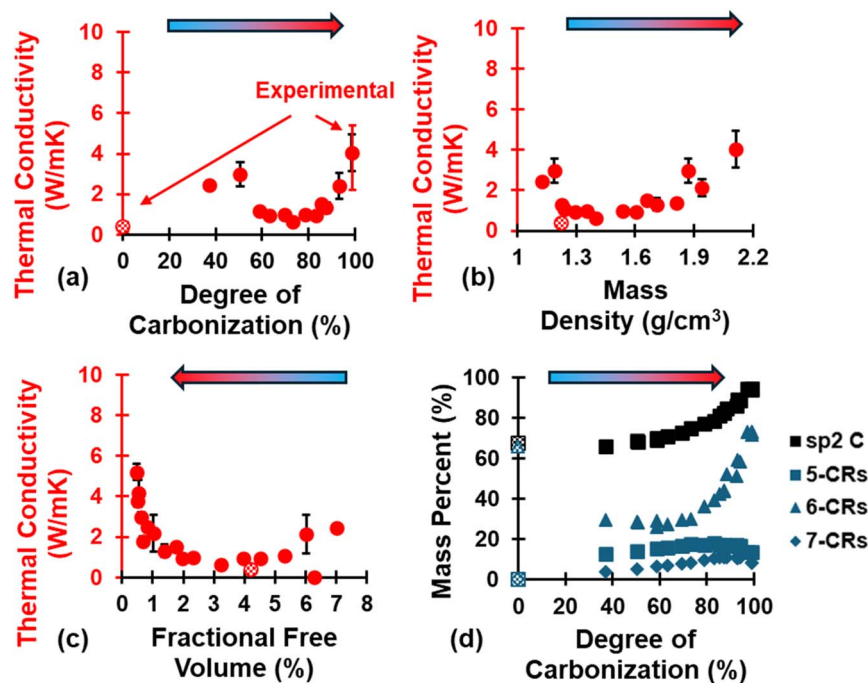 Thermal Conductivity
(W/mK)
10
8
6
4
2
0
Experimental
0 20 40 60 80 100
(a)
Degree of
Carbonization (%)
Thermal Conductivity
(W/mK)
10
8
6
4
2
0
1 1.3 1.6 1.9 2.2
(b)
Mass
Density (g/cm³)
Thermal Conductivity
(W/mK)
10
8
6
4
2
0
0 1 2 3 4 5 6 7 8
(c)
Fractional Free
Volume (%)
Mass Percent (%)
100
80
60
40
20
0
0 20 40 60 80 100
(d)
Degree of
Carbonization (%)
sp2 C
5-CRs
6-CRs
7-CRs